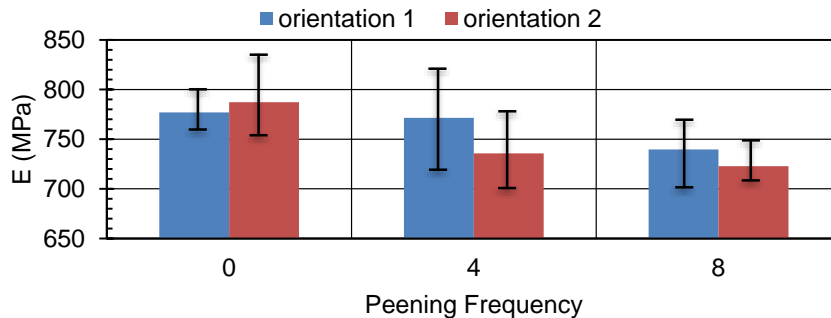 orientation 1 orientation 2
850
800
750
700
650
E (MPa)
0 4 8
Peening Frequency